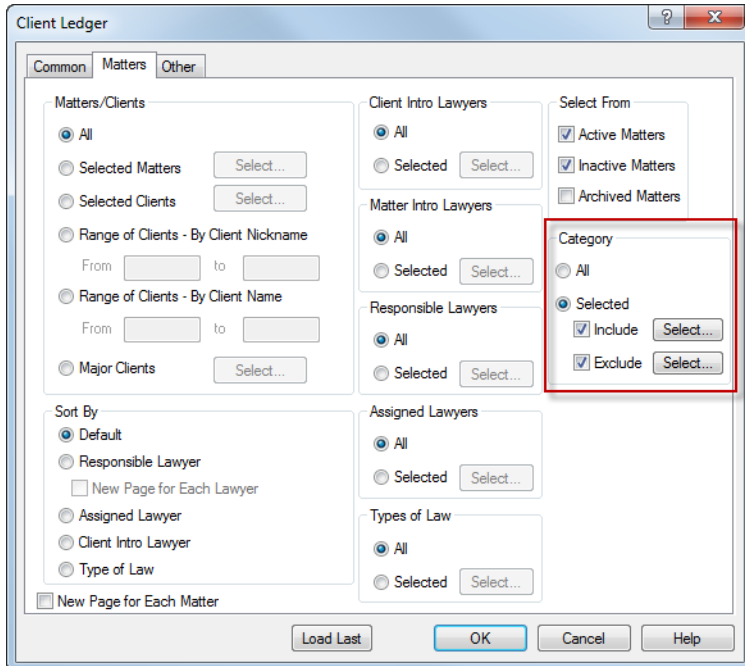 Client Ledger
Common Matters Other
Matters/Clients
All
Selected Matters Select...
Selected Clients Select...
Range of Clients - By Client Nickname
From to
Range of Clients - By Client Name
From to
Major Clients Select...
Sort By
Default
Responsible Lawyer
New Page for Each Lawyer
Assigned Lawyer
Client Intro Lawyer
Type of Law
New Page for Each Matter
Client Intro Lawyers
All
Selected Select...
Matter Intro Lawyers
All
Selected Select...
Responsible Lawyers
All
Selected Select...
Assigned Lawyers
All
Selected Select...
Types of Law
All
Selected Select...
Select From
Active Matters
Inactive Matters
Archived Matters
Category
All
Selected
Include Select...
Exclude Select...
Load Last OK Cancel Help